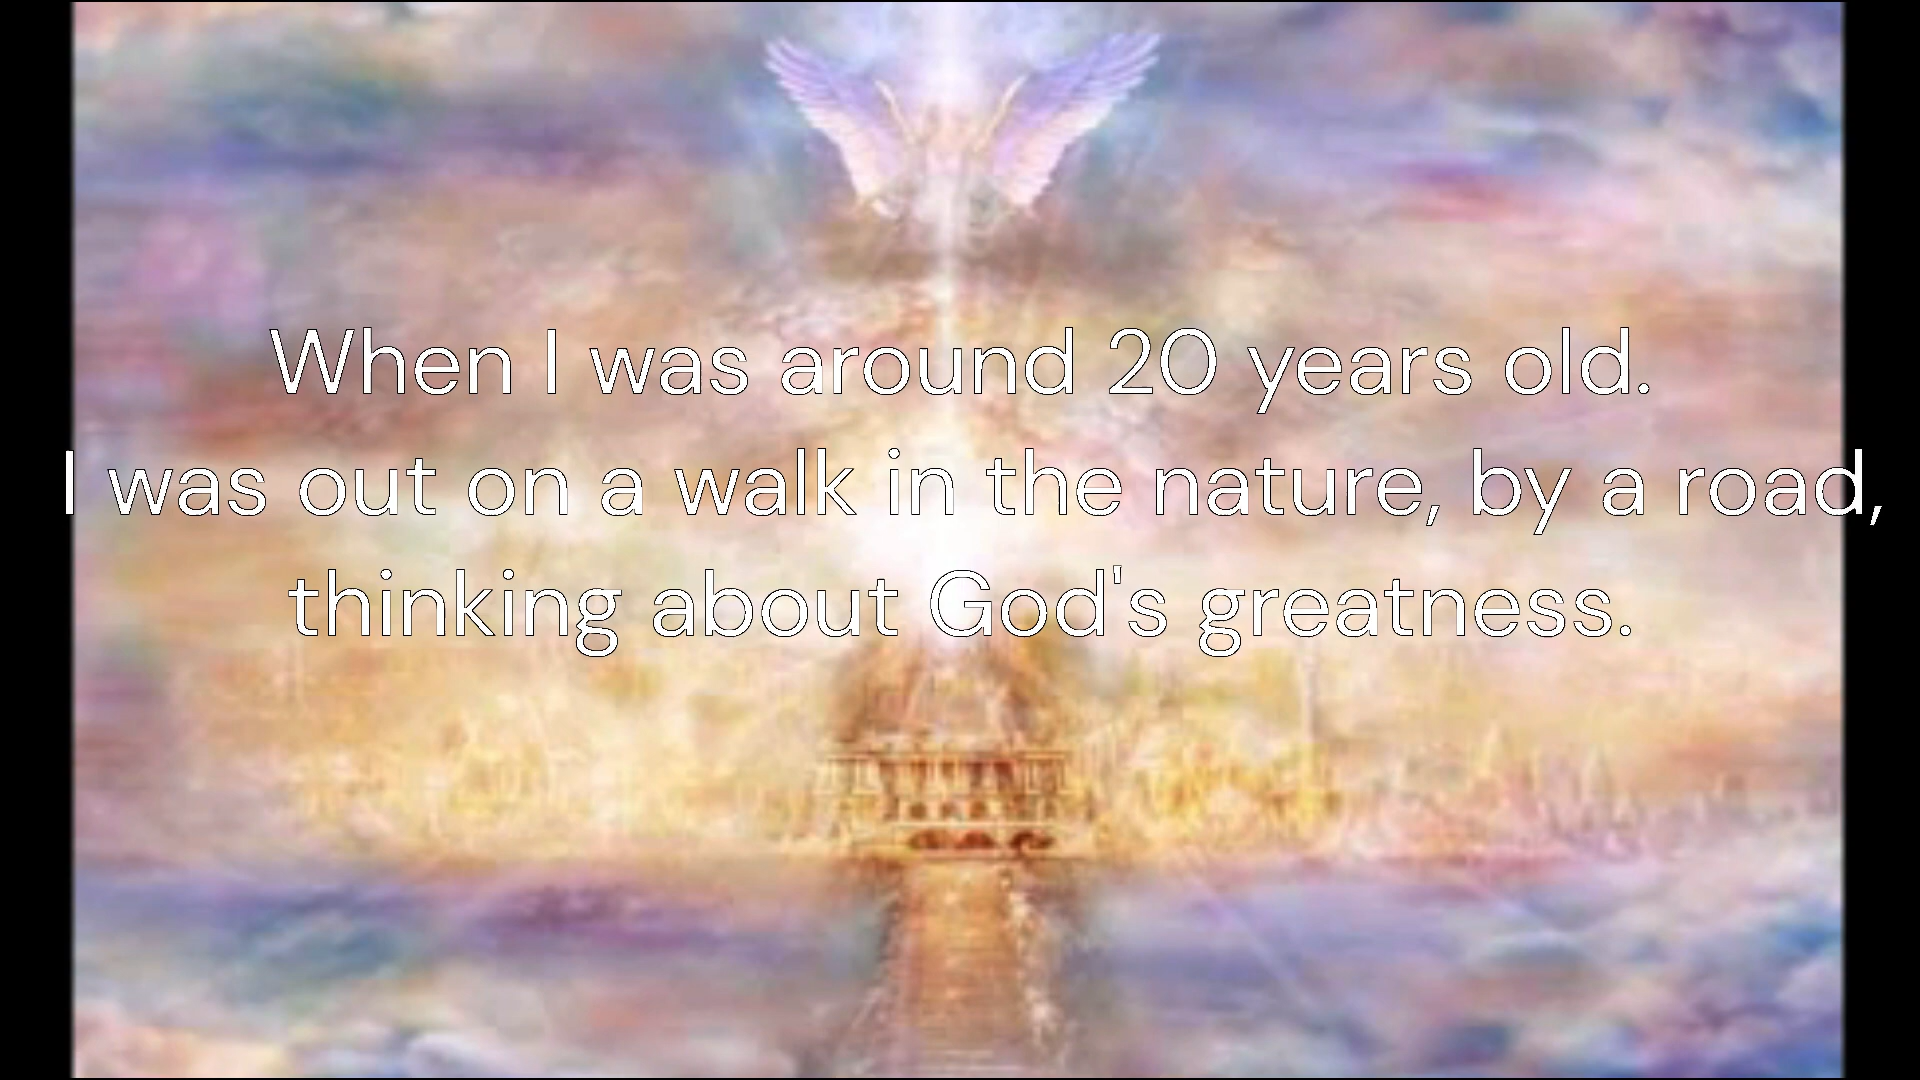 When I was around 20 years old.
I was out on a walk in the nature, by a road,
thinking about God's greatness.